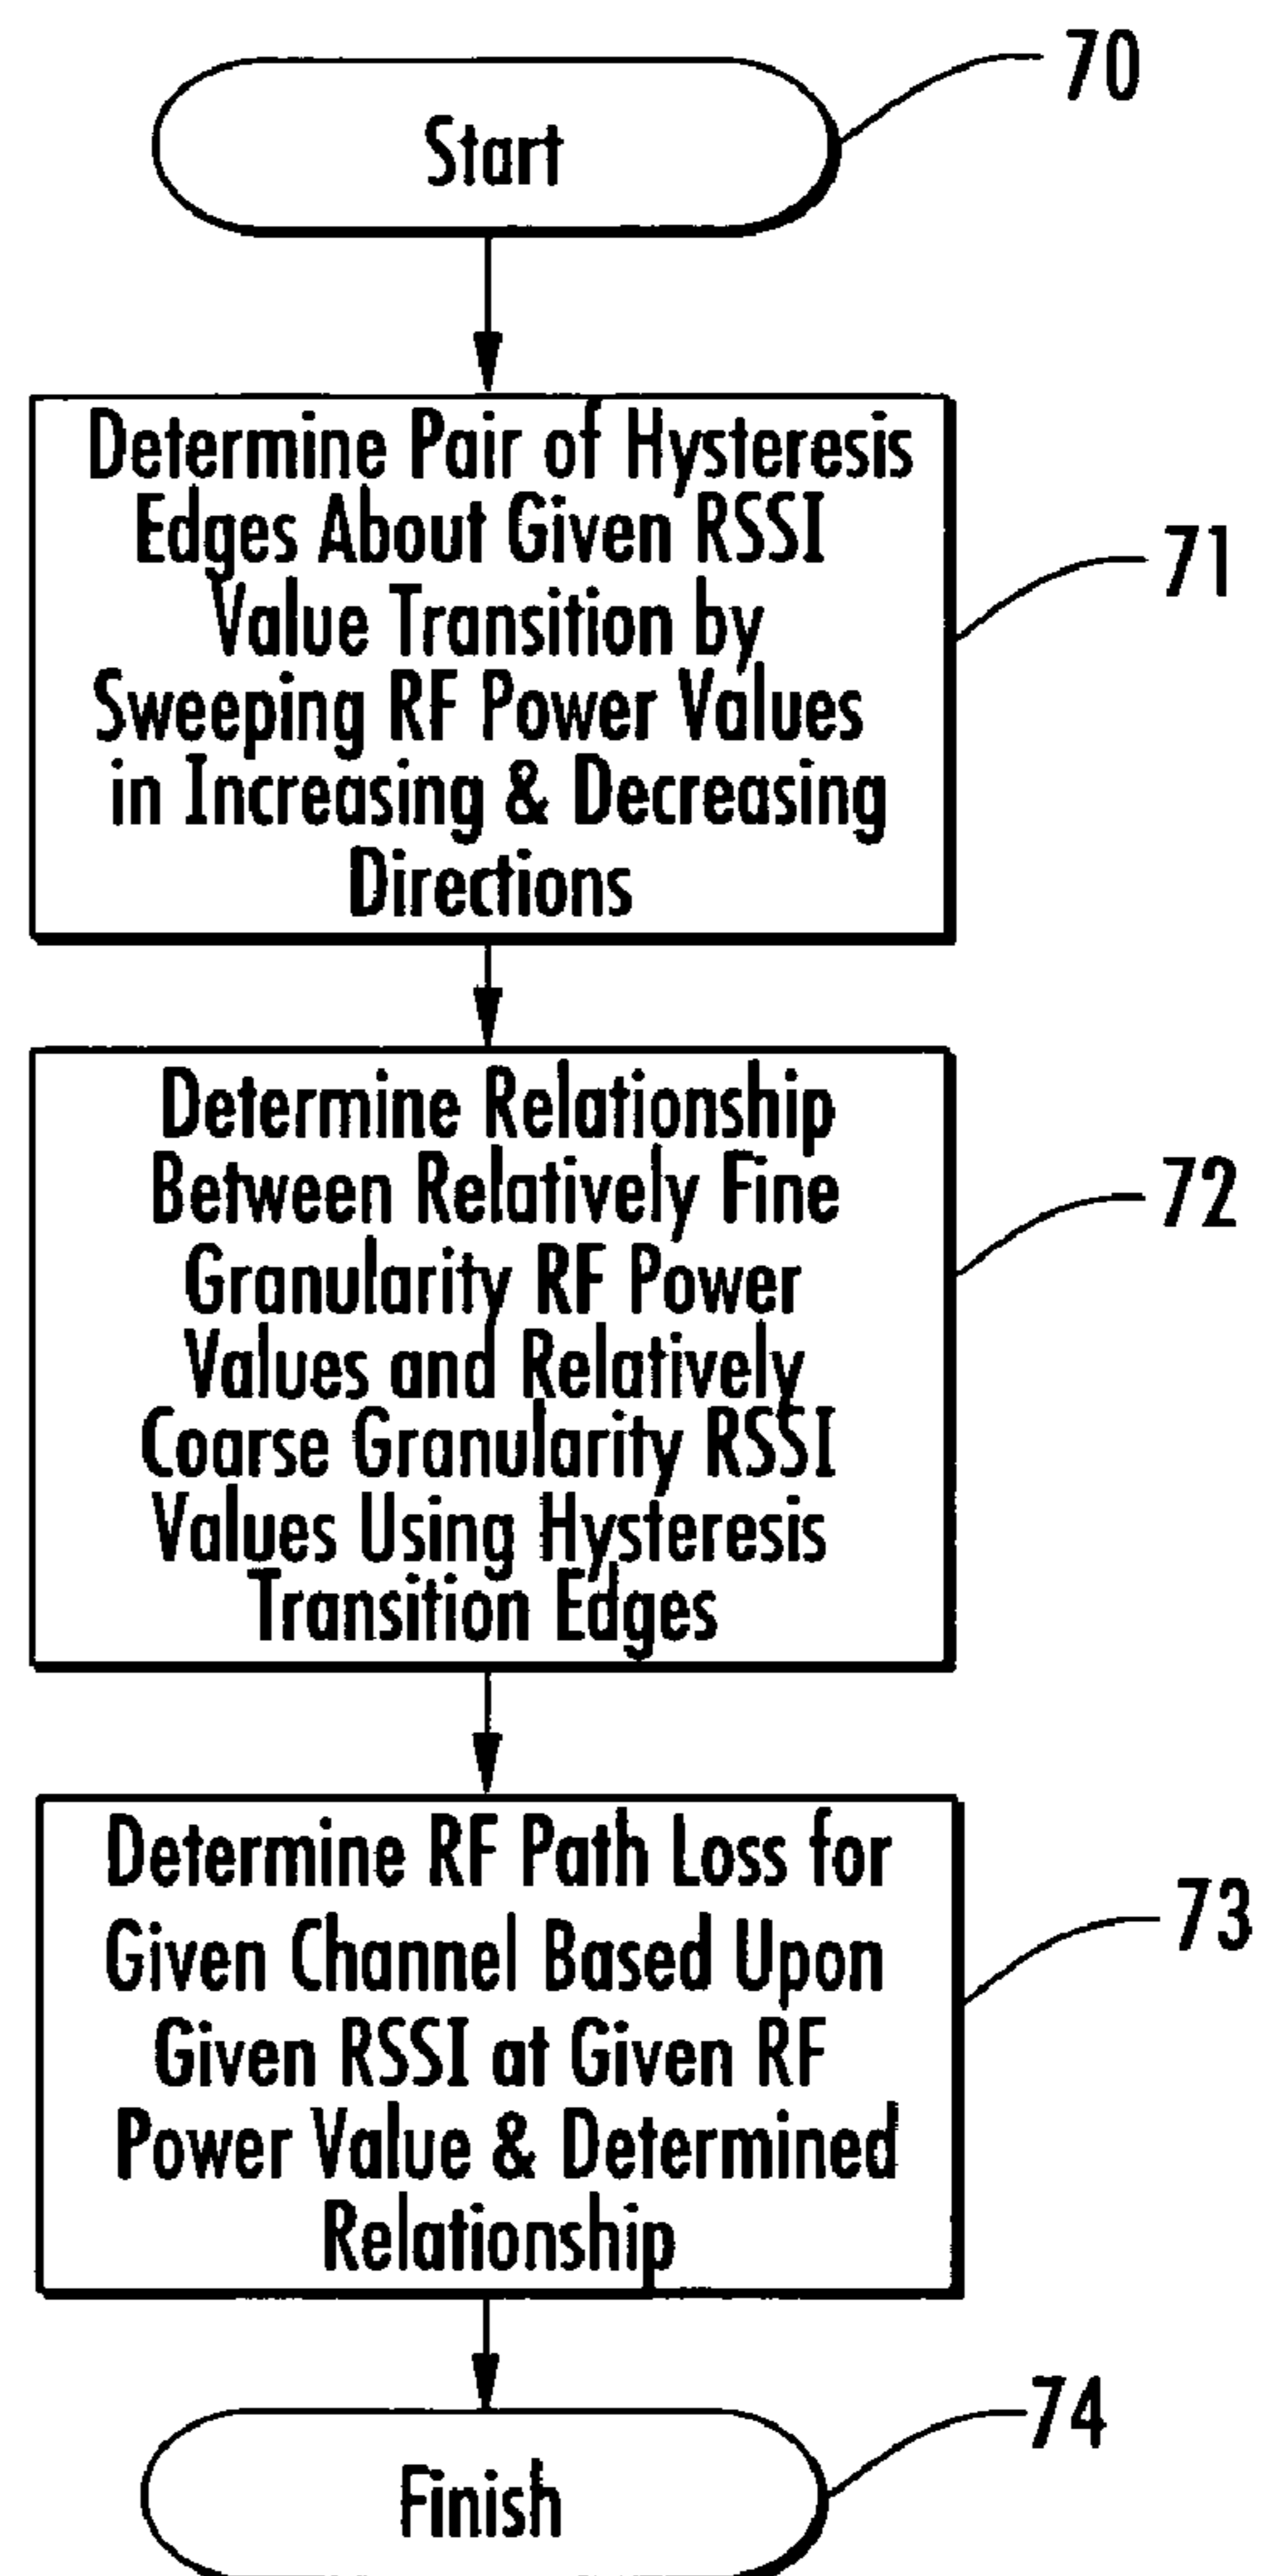 70
Start
Determine Pair of Hysteresis
Edges About Given RSSI
Value Transition by
Sweeping RF Power Values
in Increasing & Decreasing
Directions
71
Determine Relationship
Between Relatively Fine
Granularity RF Power
Values and Relatively
Coarse Granularity RSSI
Values Using Hysteresis
Transition Edges
72
Determine RF Path Loss for
Given Channel Based Upon
Given RSSI at Given RF
Power Value & Determined
Relationship
73
74
Finish